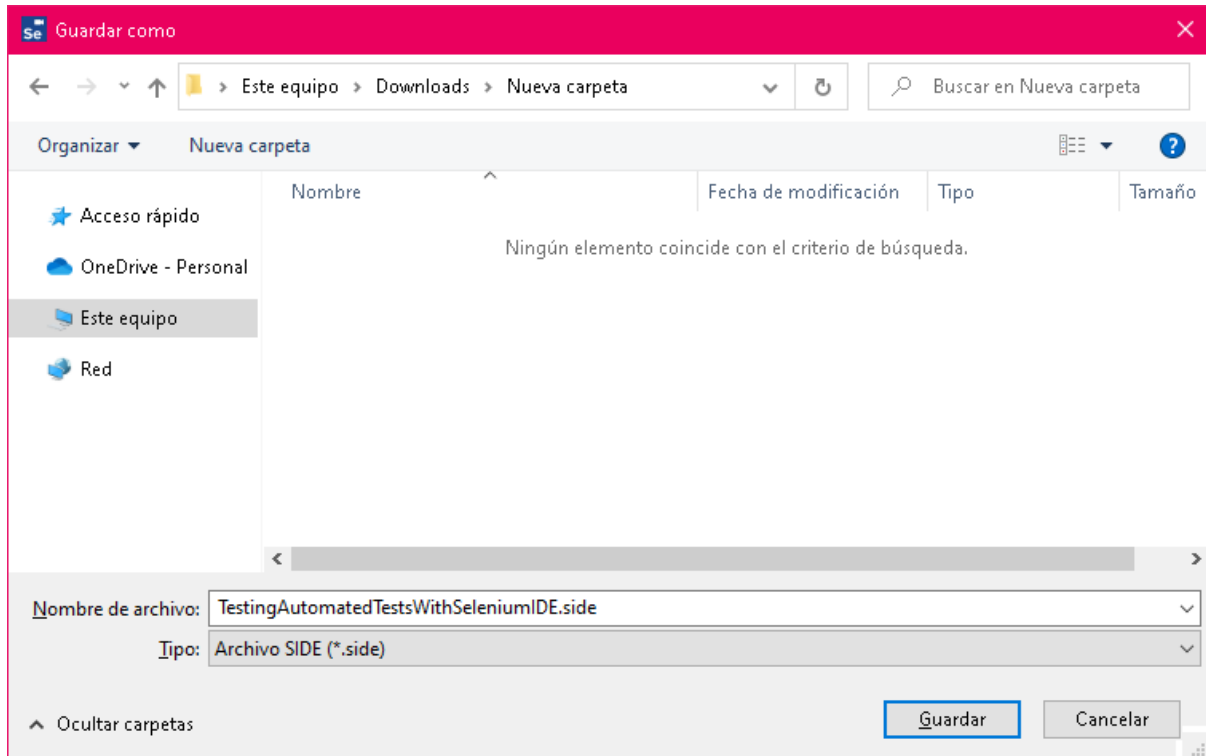 Se Guardar como
Este equipo > Downloads > Nueva carpeta Buscar en Nueva carpeta
Organizar Nueva carpeta ?
Nombre Fecha de modificación Tipo Tamaño
Acceso rápido
Ningún elemento coincide con el criterio de búsqueda.
OneDrive - Personal
Este equipo
Red
Nombre de archivo: TestingAutomatedTestsWithSeleniumIDE.side
Tipo: Archivo SIDE (*.side)
Ocultar carpetas Guardar Cancelar